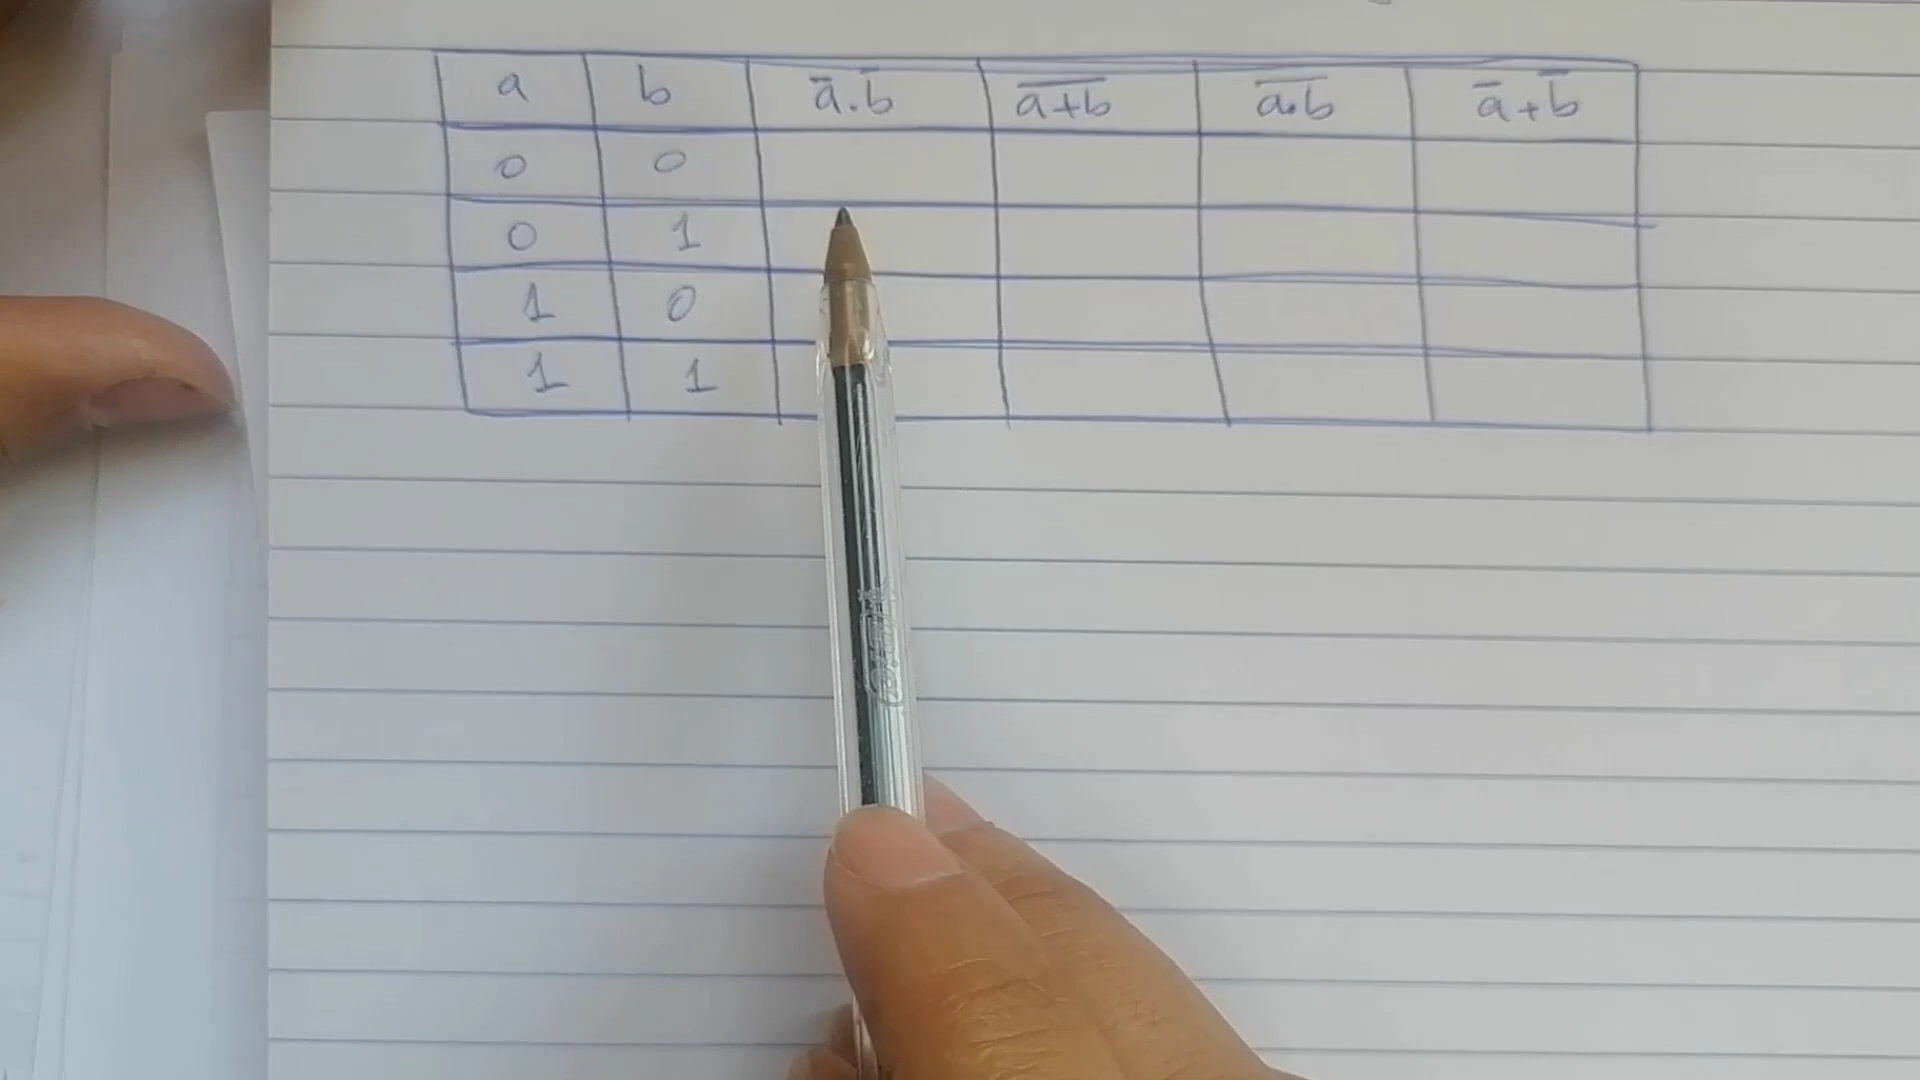 a b ā.b̄ a̅+̅b̅ a̅.̅b̅ ā+b̄
0 0
0 1
1 0
1 1